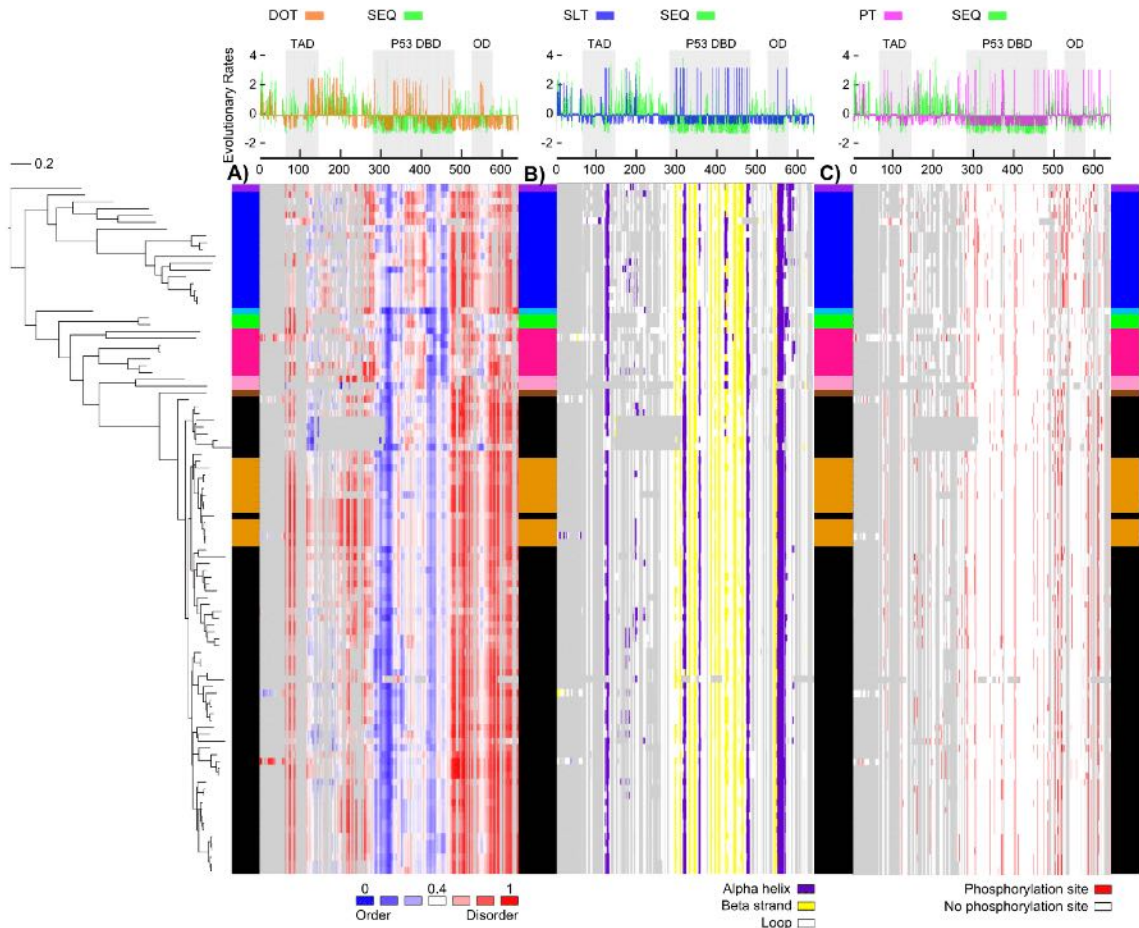 DOT SEQ SLT SEQ PT SEQ
TAD P53 DBD OD TAD P53 DBD OD TAD P53 DBD OD
Evolutionary Rates
4 4 4
2 2 2
0 0 0
-2 -2 -2
0 100 200 300 400 500 600 0 100 200 300 400 500 600 0 100 200 300 400 500 600
0.2
A) B) C)
0 0.4 1
Order Disorder
Alpha helix
Beta strand
Loop
Phosphorylation site
No phosphorylation site